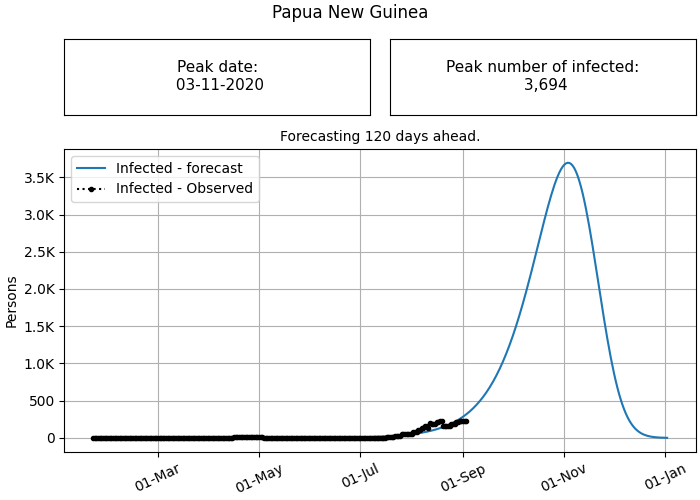 Papua New Guinea
Peak date:
03-11-2020
Peak number of infected:
3,694
Forecasting 120 days ahead.
Infected - forecast
Infected - Observed
3.5K
3.0K
2.5K
2.0K
1.5K
1.0K
500
0
Persons
01-Mar
01-May
01-Jul
01-Sep
01-Nov
01-Jan